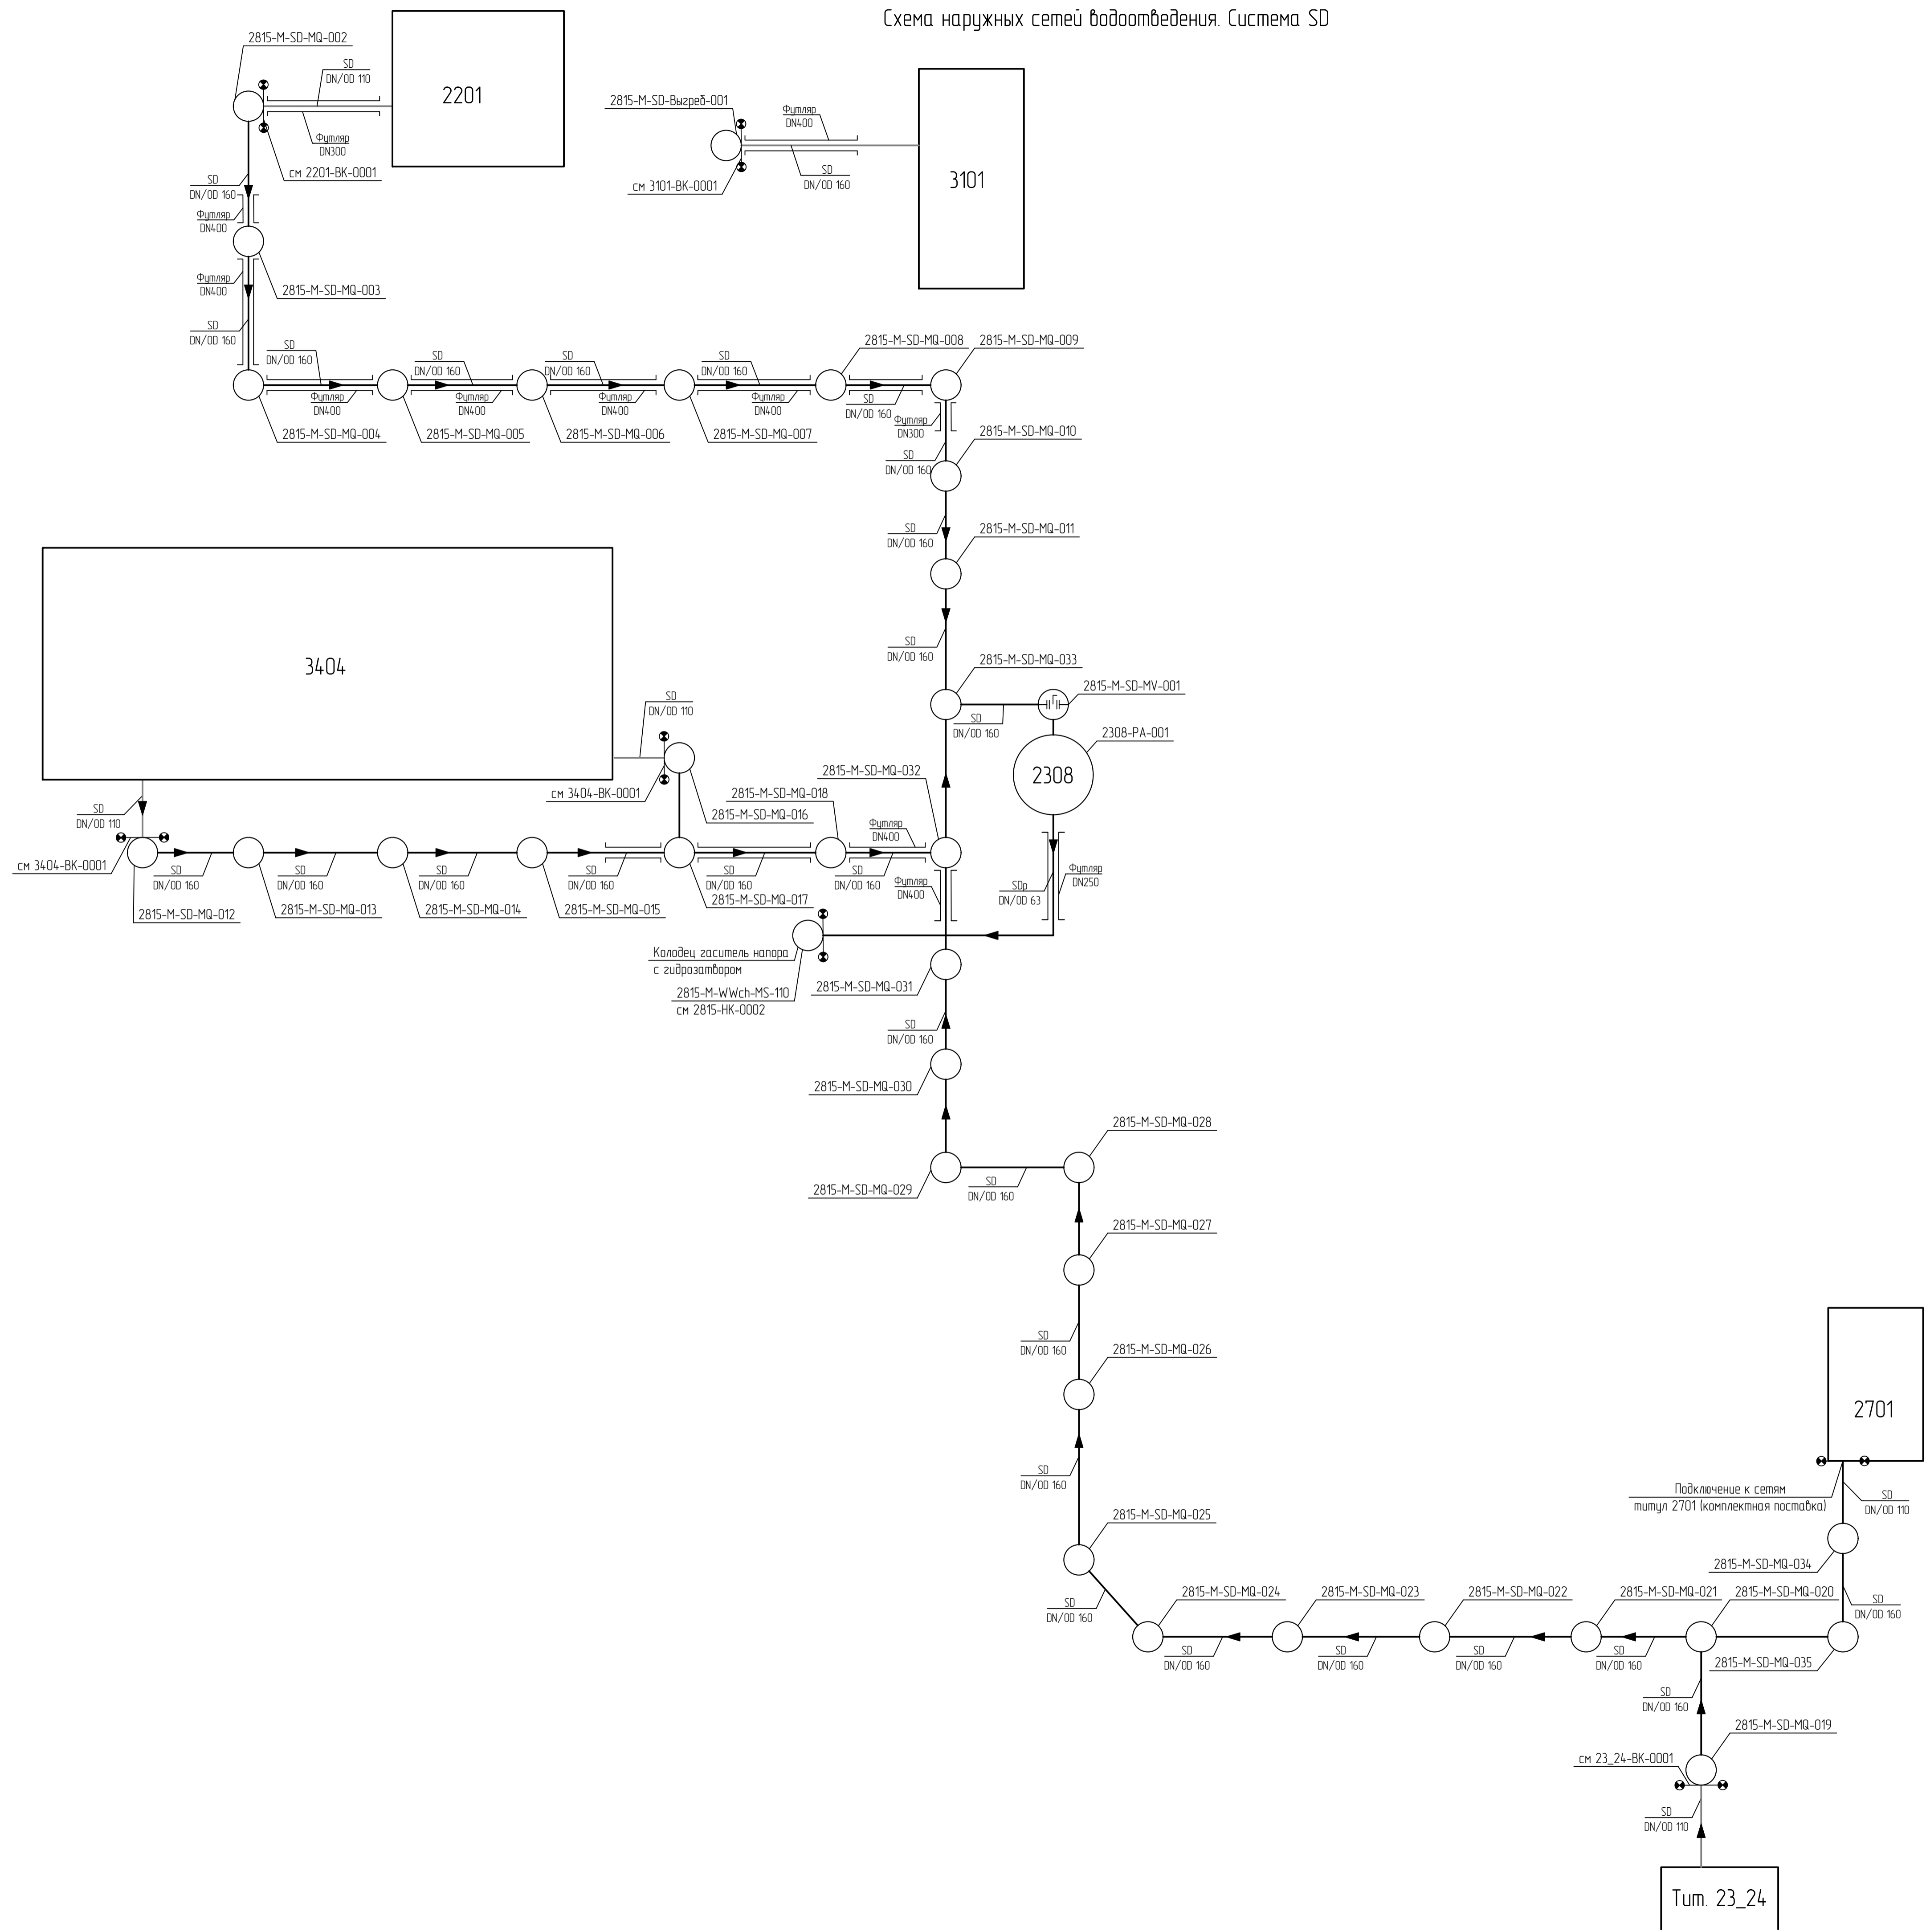 Схема наружных сетей водоотведения. Система SD
2815-M-SD-MQ-002
SD
DN/OD 110
2201
Футляр
DN300
см 2201-ВК-0001
2815-M-SD-Выгреб-001
Футляр
DN400
SD
DN/OD 160
см 3101-ВК-0001
3101
SD
DN/OD 160
Футляр
DN400
Футляр
DN400
2815-M-SD-MQ-003
SD
DN/OD 160
SD
DN/OD 160
SD
DN/OD 160
SD
DN/OD 160
SD
DN/OD 160
2815-M-SD-MQ-008
2815-M-SD-MQ-009
Футляр
DN400
Футляр
DN400
Футляр
DN400
Футляр
DN400
SD
DN/OD 160
Футляр
DN300
2815-M-SD-MQ-004
2815-M-SD-MQ-005
2815-M-SD-MQ-006
2815-M-SD-MQ-007
2815-M-SD-MQ-010
SD
DN/OD 160
SD
DN/OD 160
2815-M-SD-MQ-011
3404
SD
DN/OD 160
2815-M-SD-MQ-033
2815-M-SD-MV-001
Г
SD
DN/OD 110
SD
DN/OD 160
2308-PA-001
2308
2815-M-SD-MQ-032
см 3404-ВК-0001
2815-M-SD-MQ-018
2815-M-SD-MQ-016
SD
DN/OD 110
Футляр
DN400
см 3404-ВК-0001
SD
DN/OD 160
SD
DN/OD 160
SD
DN/OD 160
SD
DN/OD 160
SD
DN/OD 160
SD
DN/OD 160
Футляр
DN400
SDp
DN/OD 63
Футляр
DN250
2815-M-SD-MQ-012
2815-M-SD-MQ-013
2815-M-SD-MQ-014
2815-M-SD-MQ-015
2815-M-SD-MQ-017
Колодец гаситель напора
с гидрозатвором
2815-M-WWch-MS-110
см 2815-НК-0002
2815-M-SD-MQ-031
SD
DN/OD 160
2815-M-SD-MQ-030
2815-M-SD-MQ-028
2815-M-SD-MQ-029
SD
DN/OD 160
2815-M-SD-MQ-027
SD
DN/OD 160
2815-M-SD-MQ-026
2701
SD
DN/OD 160
Подключение к сетям
титул 2701 (комплектная поставка)
SD
DN/OD 110
2815-M-SD-MQ-025
2815-M-SD-MQ-034
SD
DN/OD 160
2815-M-SD-MQ-024
2815-M-SD-MQ-023
2815-M-SD-MQ-022
2815-M-SD-MQ-021
2815-M-SD-MQ-020
SD
DN/OD 160
SD
DN/OD 160
SD
DN/OD 160
SD
DN/OD 160
SD
DN/OD 160
2815-M-SD-MQ-035
SD
DN/OD 160
2815-M-SD-MQ-019
см 23_24-ВК-0001
SD
DN/OD 110
Тит. 23_24